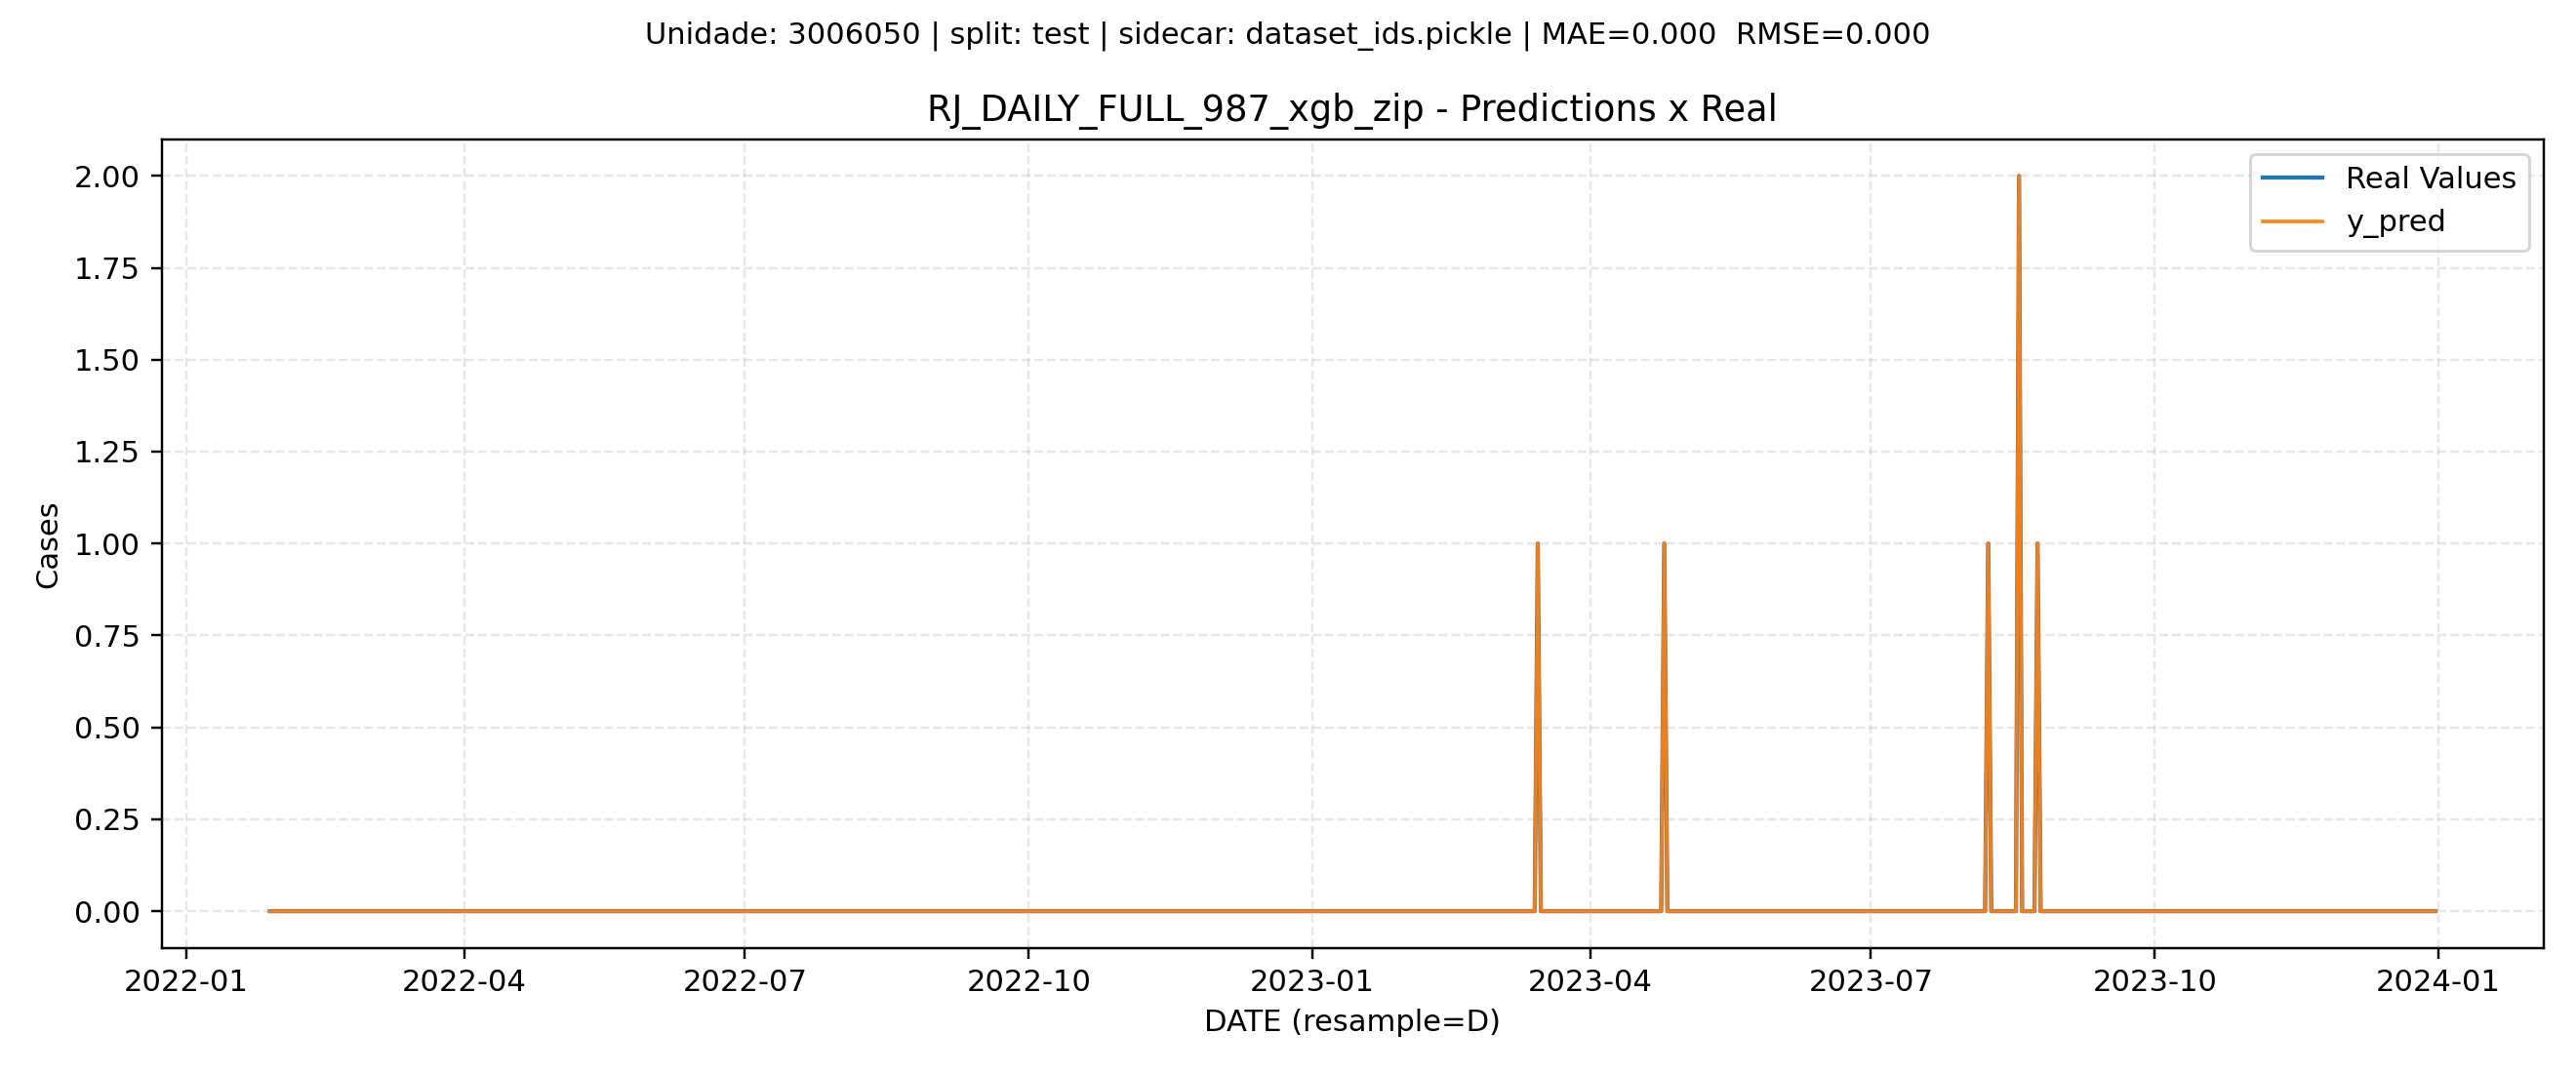 Unidade: 3006050 | split: test | sidecar: dataset_ids.pickle | MAE=0.000  RMSE=0.000
RJ_DAILY_FULL_987_xgb_zip - Predictions x Real
Real Values
y_pred
2.00
1.75
1.50
1.25
1.00
0.75
0.50
0.25
0.00
Cases
2022-01 2022-04 2022-07 2022-10 2023-01 2023-04 2023-07 2023-10 2024-01
DATE (resample=D)